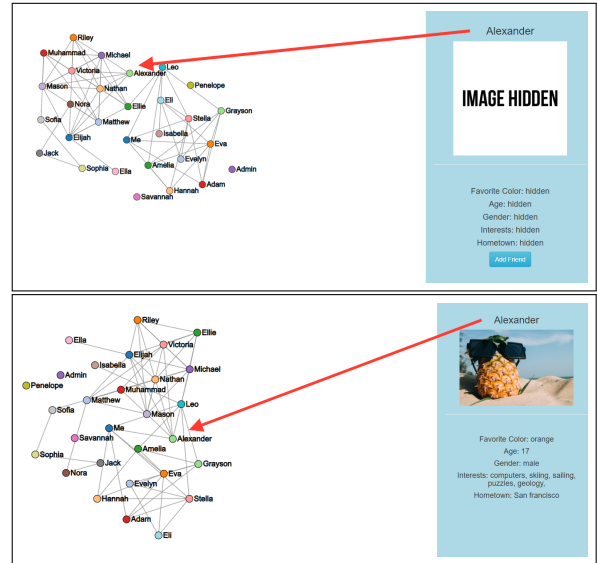 Riley
Muhammad
Michael
Leo
Victoria
Alexander
Mason
Nathan
Penelope
Nora
Ellie
Eli
Grayson
Sofia
Matthew
Stella
Elijah
Me
Isabella
Eva
Jack
Evelyn
Sophia
Ella
Amelia
Admin
Savannah
Hannah
Adam
Alexander
IMAGE HIDDEN
Favorite Color: hidden
Age: hidden
Gender: hidden
Interests: hidden
Hometown: hidden
Add Friend
Riley
Ellie
Ella
Victoria
Elijah
Isabella
Michael
Admin
Nathan
Penelope
Muhammad
Matthew
Leo
Sofia
Mason
Me
Savannah
Alexander
Sophia
Amelia
Jack
Grayson
Nora
Eva
Evelyn
Hannah
Stella
Adam
Eli
Alexander
Favorite Color: orange
Age: 17
Gender: male
Interests: computers, skiing, sailing,
puzzles, geology,
Hometown: San francisco